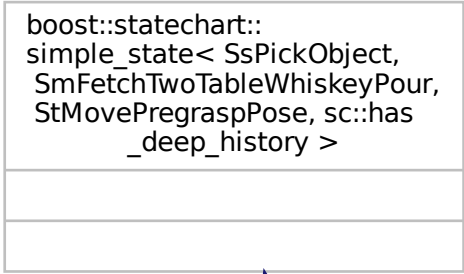 boost::statechart::
simple_state< SsPickObject,
SmFetchTwoTableWhiskeyPour,
StMovePregraspPose, sc::has
_deep_history >